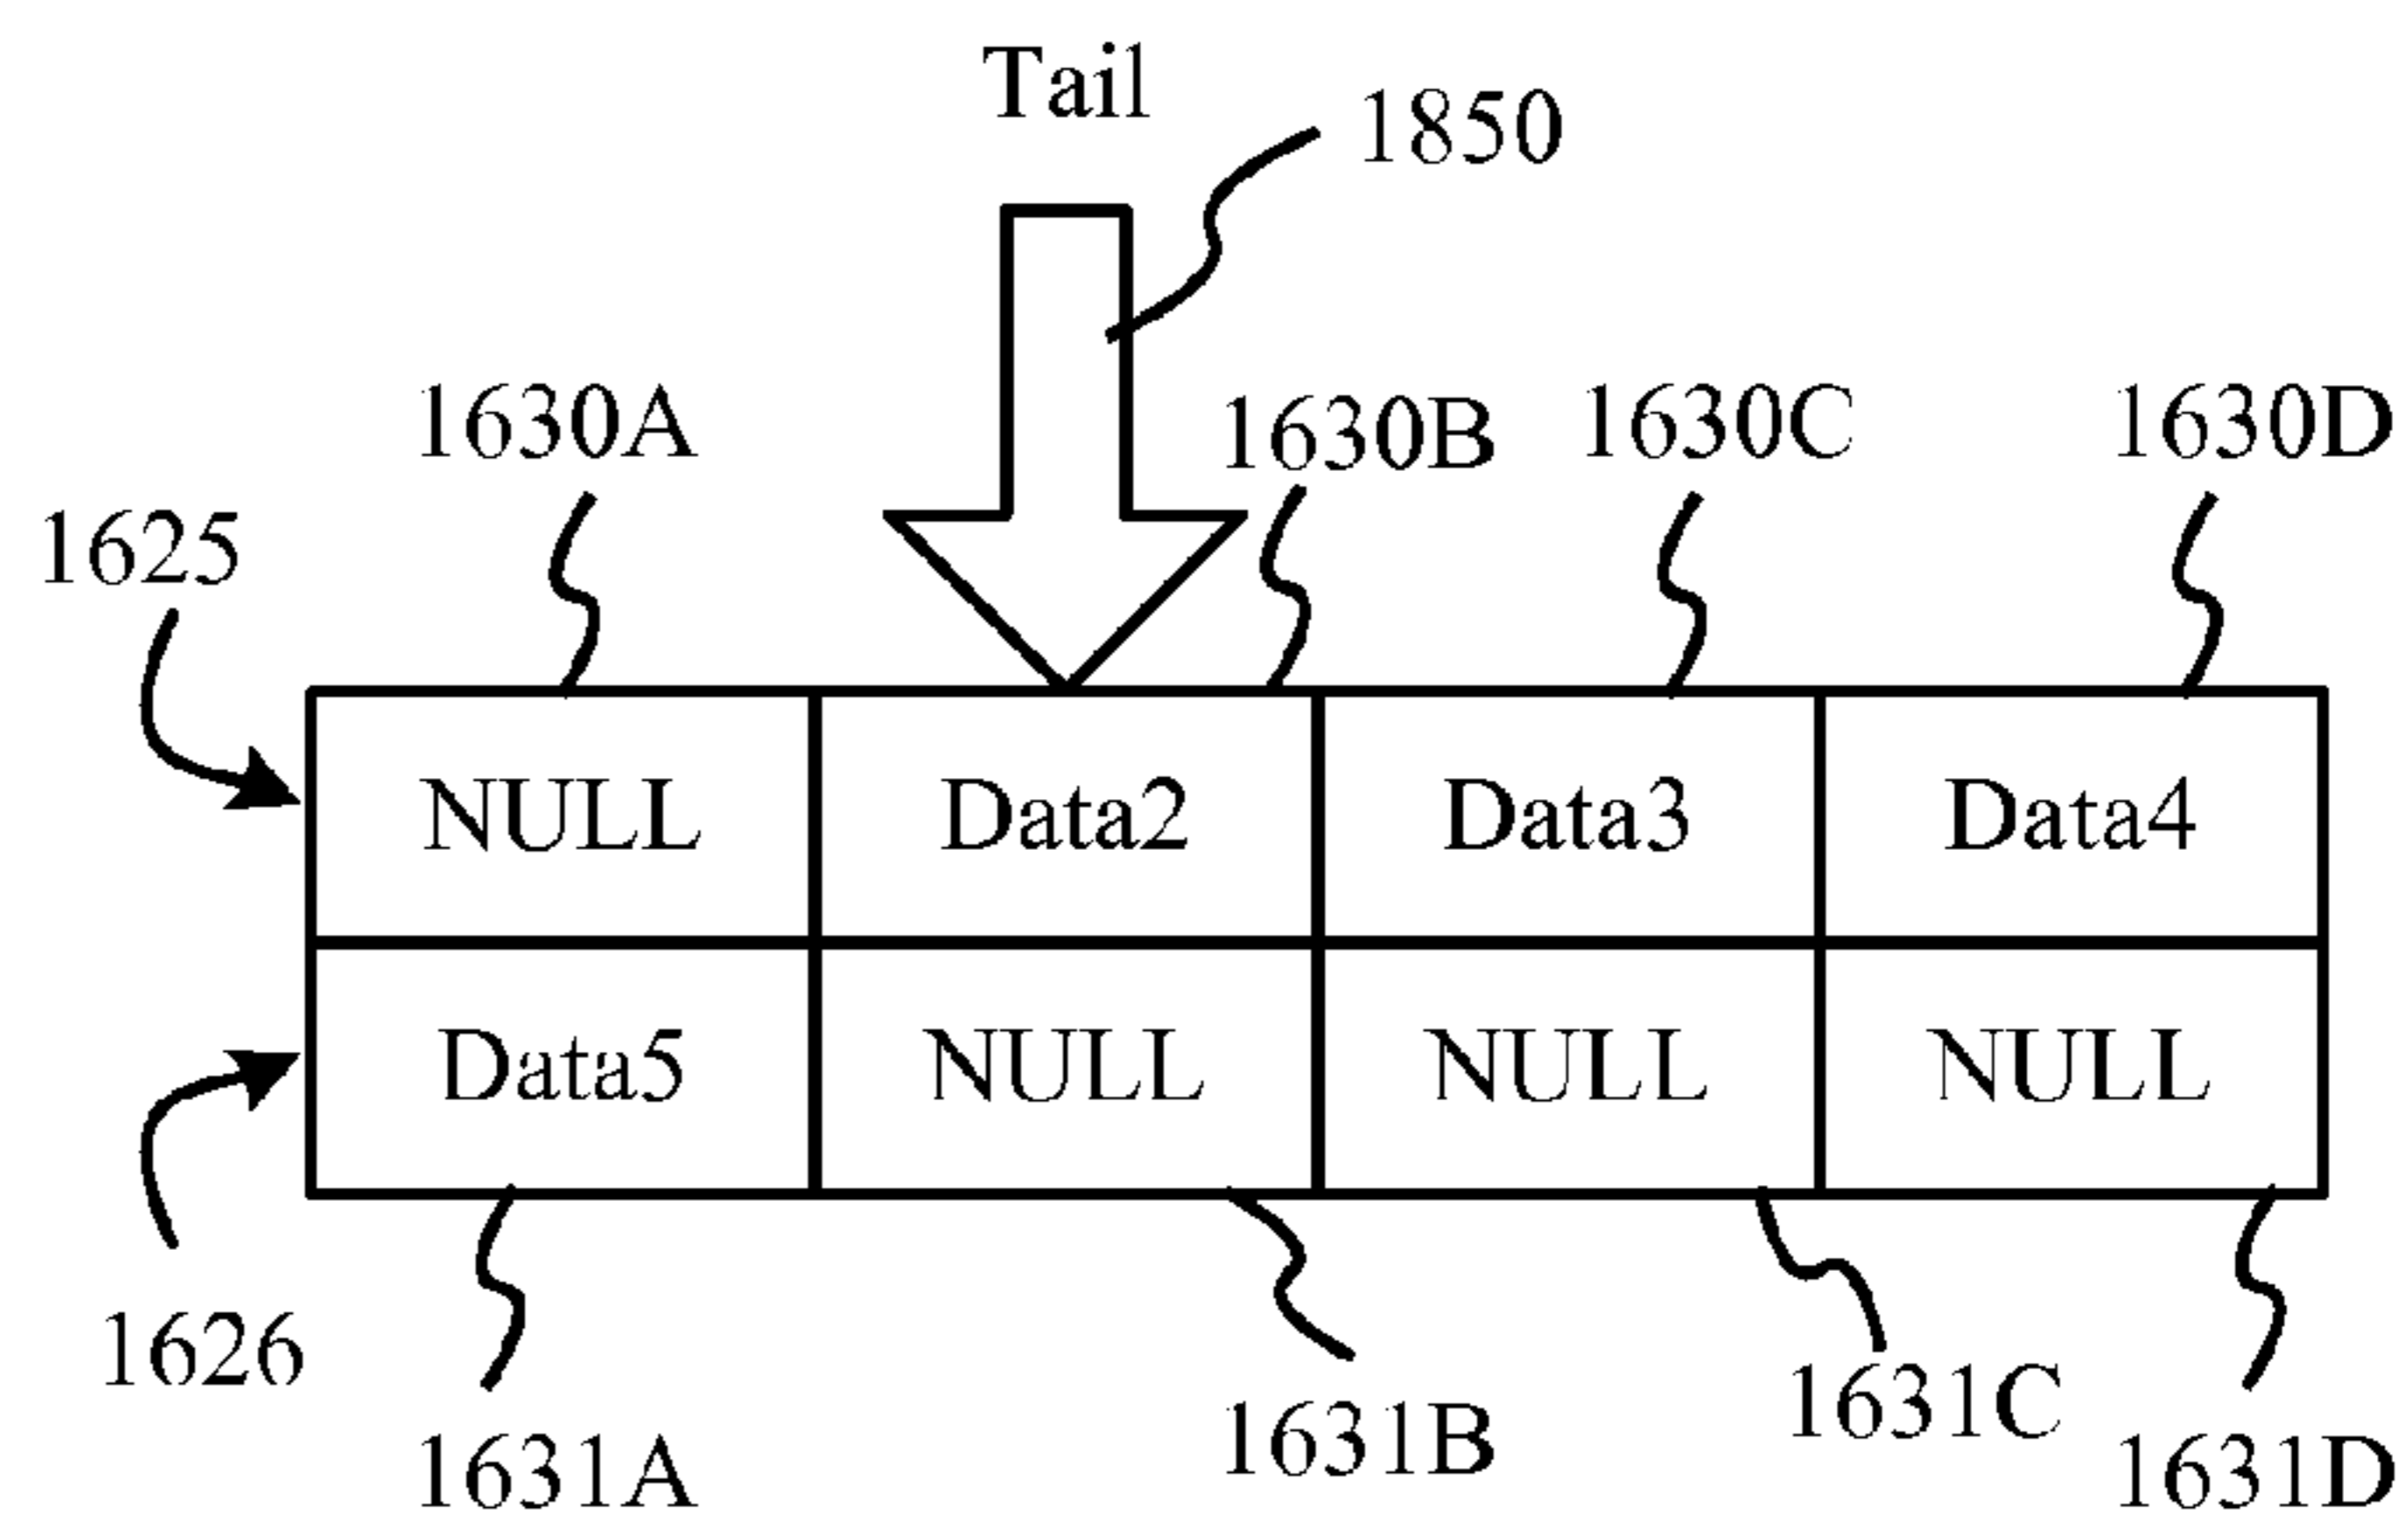 Tail
1850
1630A 1630B 1630C 1630D
1625
NULL Data2 Data3 Data4
Data5 NULL NULL NULL
1626
1631A 1631B 1631C 1631D